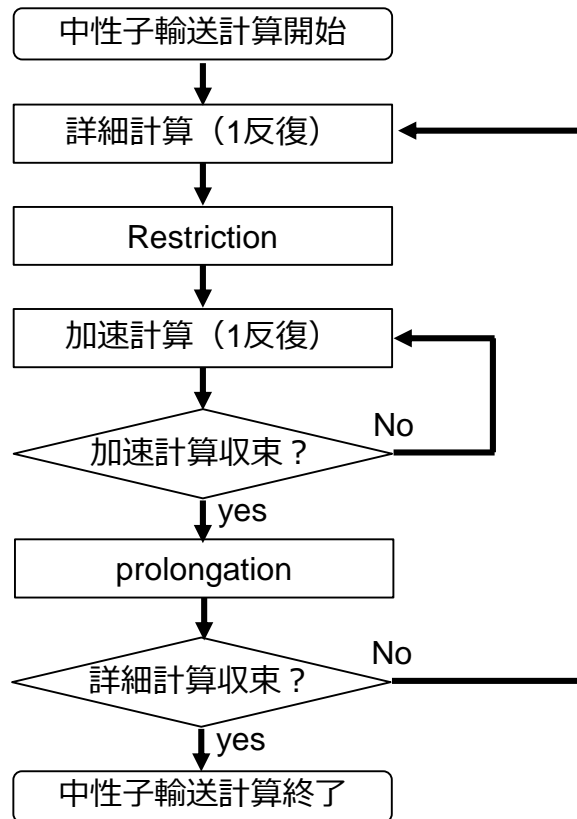 中性子輸送計算開始
詳細計算（1反復）
Restriction
加速計算（1反復）
No
加速計算収束？
yes
prolongation
No
詳細計算収束？
yes
中性子輸送計算終了